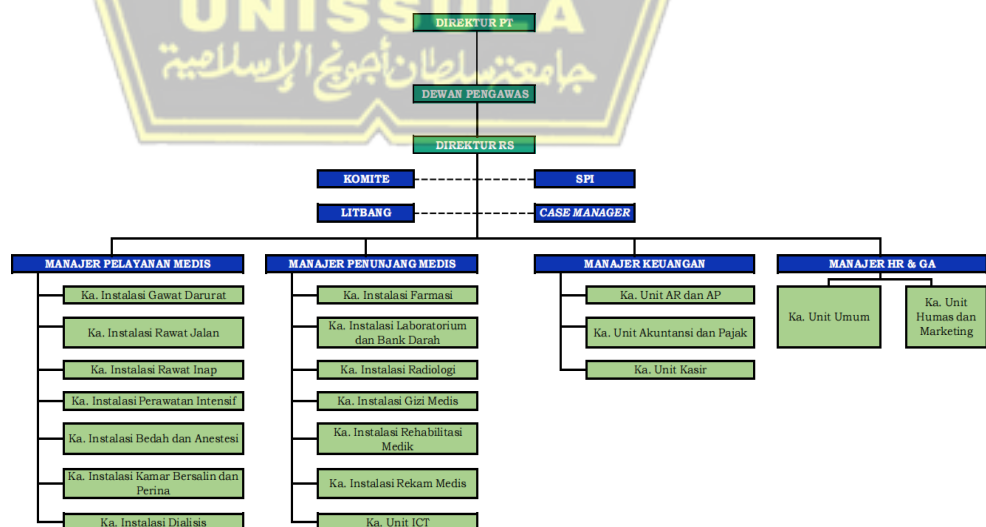 UNISSULA
جامعتسلطان أجونج الإسلامية
DIREKTUR PT
DEWAN PENGAWAS
DIREKTUR RS
KOMITE
SPI
LITBANG
CASE MANAGER
MANAJER PELAYANAN MEDIS
Ka. Instalasi Gawat Darurat
Ka. Instalasi Rawat Jalan
Ka. Instalasi Rawat Inap
Ka. Instalasi Perawatan Intensif
Ka. Instalasi Bedah dan Anestesi
Ka. Instalasi Kamar Bersalin dan
Perina
Ka. Instalasi Dialisis
MANAJER PENUNJANG MEDIS
Ka. Instalasi Farmasi
Ka. Instalasi Laboratorium
dan Bank Darah
Ka. Instalasi Radiologi
Ka. Instalasi Gizi Medis
Ka. Instalasi Rehabilitasi
Medik
Ka. Instalasi Rekam Medis
Ka. Unit ICT
MANAJER KEUANGAN
Ka. Unit AR dan AP
Ka. Unit Akuntansi dan Pajak
Ka. Unit Kasir
MANAJER HR & GA
Ka. Unit Umum
Ka. Unit
Humas dan
Marketing